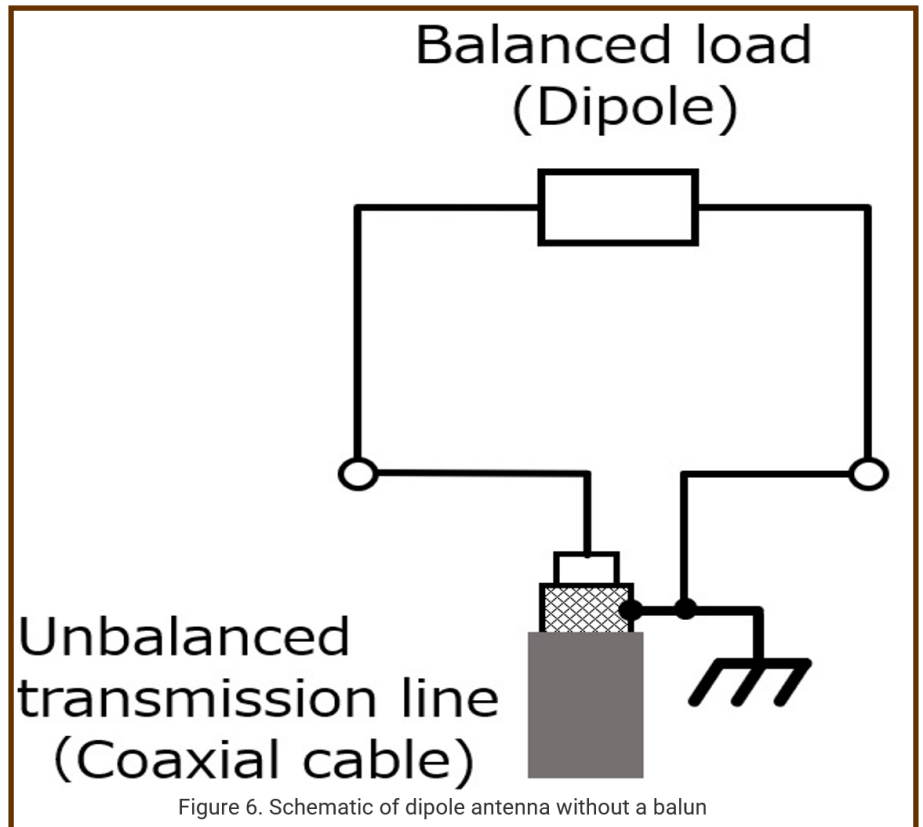 Balanced load
(Dipole)
Unbalanced
transmission line
(Coaxial cable)
Figure 6. Schematic of dipole antenna without a balun